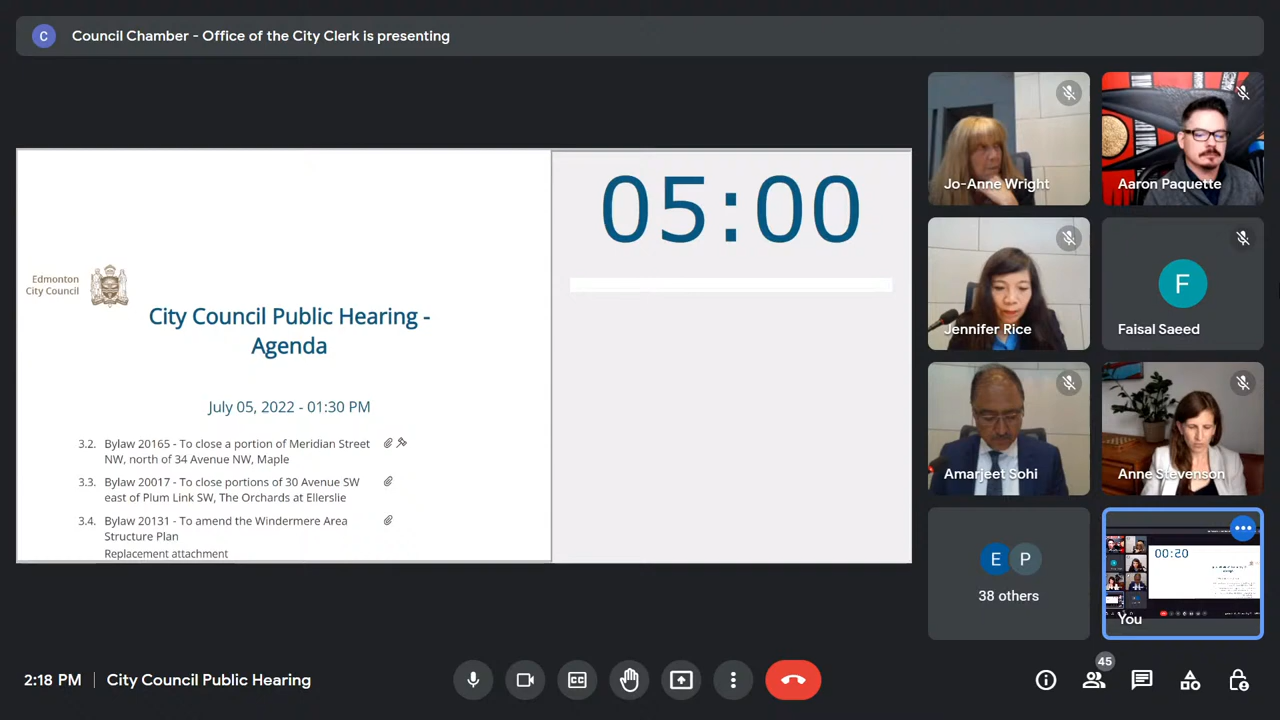 C
Council Chamber - Office of the City Clerk is presenting
Edmonton
City Council
City Council Public Hearing -
Agenda
July 05, 2022 - 01:30 PM
3.2. Bylaw 20165 - To close a portion of Meridian Street
NW, north of 34 Avenue NW, Maple
3.3. Bylaw 20017 - To close portions of 30 Avenue SW
east of Plum Link SW, The Orchards at Ellerslie
3.4. Bylaw 20131 - To amend the Windermere Area
Structure Plan
Replacement attachment
05:00
Jo-Anne Wright
Aaron Paquette
Jennifer Rice
F
Faisal Saeed
Amarjeet Sohi
Anne Stevenson
E P
38 others
05:00
You
2:18 PM | City Council Public Hearing
CC
45